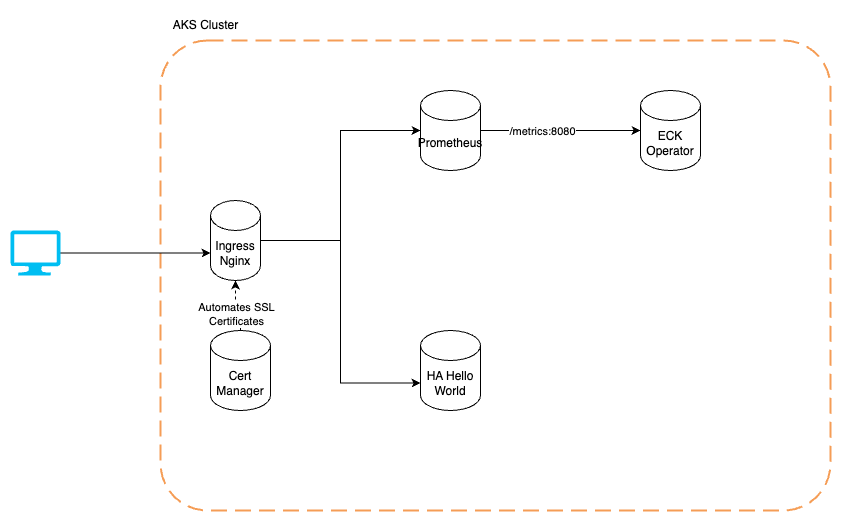 AKS Cluster
Prometheus
/metrics:8080
ECK
Operator
Ingress
Nginx
Automates SSL
Certificates
Cert
Manager
HA Hello
World